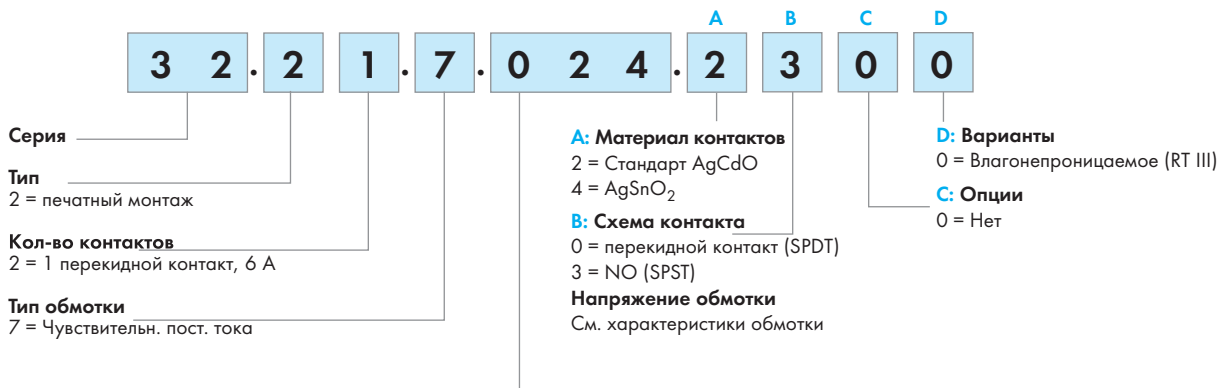 A B C D
3 2 . 2 1 . 7 . 0 2 4 . 2 3 0 0
Серия
Тип
2 = печатный монтаж
Кол-во контактов
2 = 1 перекидной контакт, 6 А
Тип обмотки
7 = Чувствительн. пост. тока
A: Материал контактов
2 = Стандарт AgCdO
4 = AgSnO2
B: Схема контакта
0 = перекидной контакт (SPDT)
3 = NO (SPST)
Напряжение обмотки
См. характеристики обмотки
D: Варианты
0 = Влагонепроницаемое (RT III)
C: Опции
0 = Нет